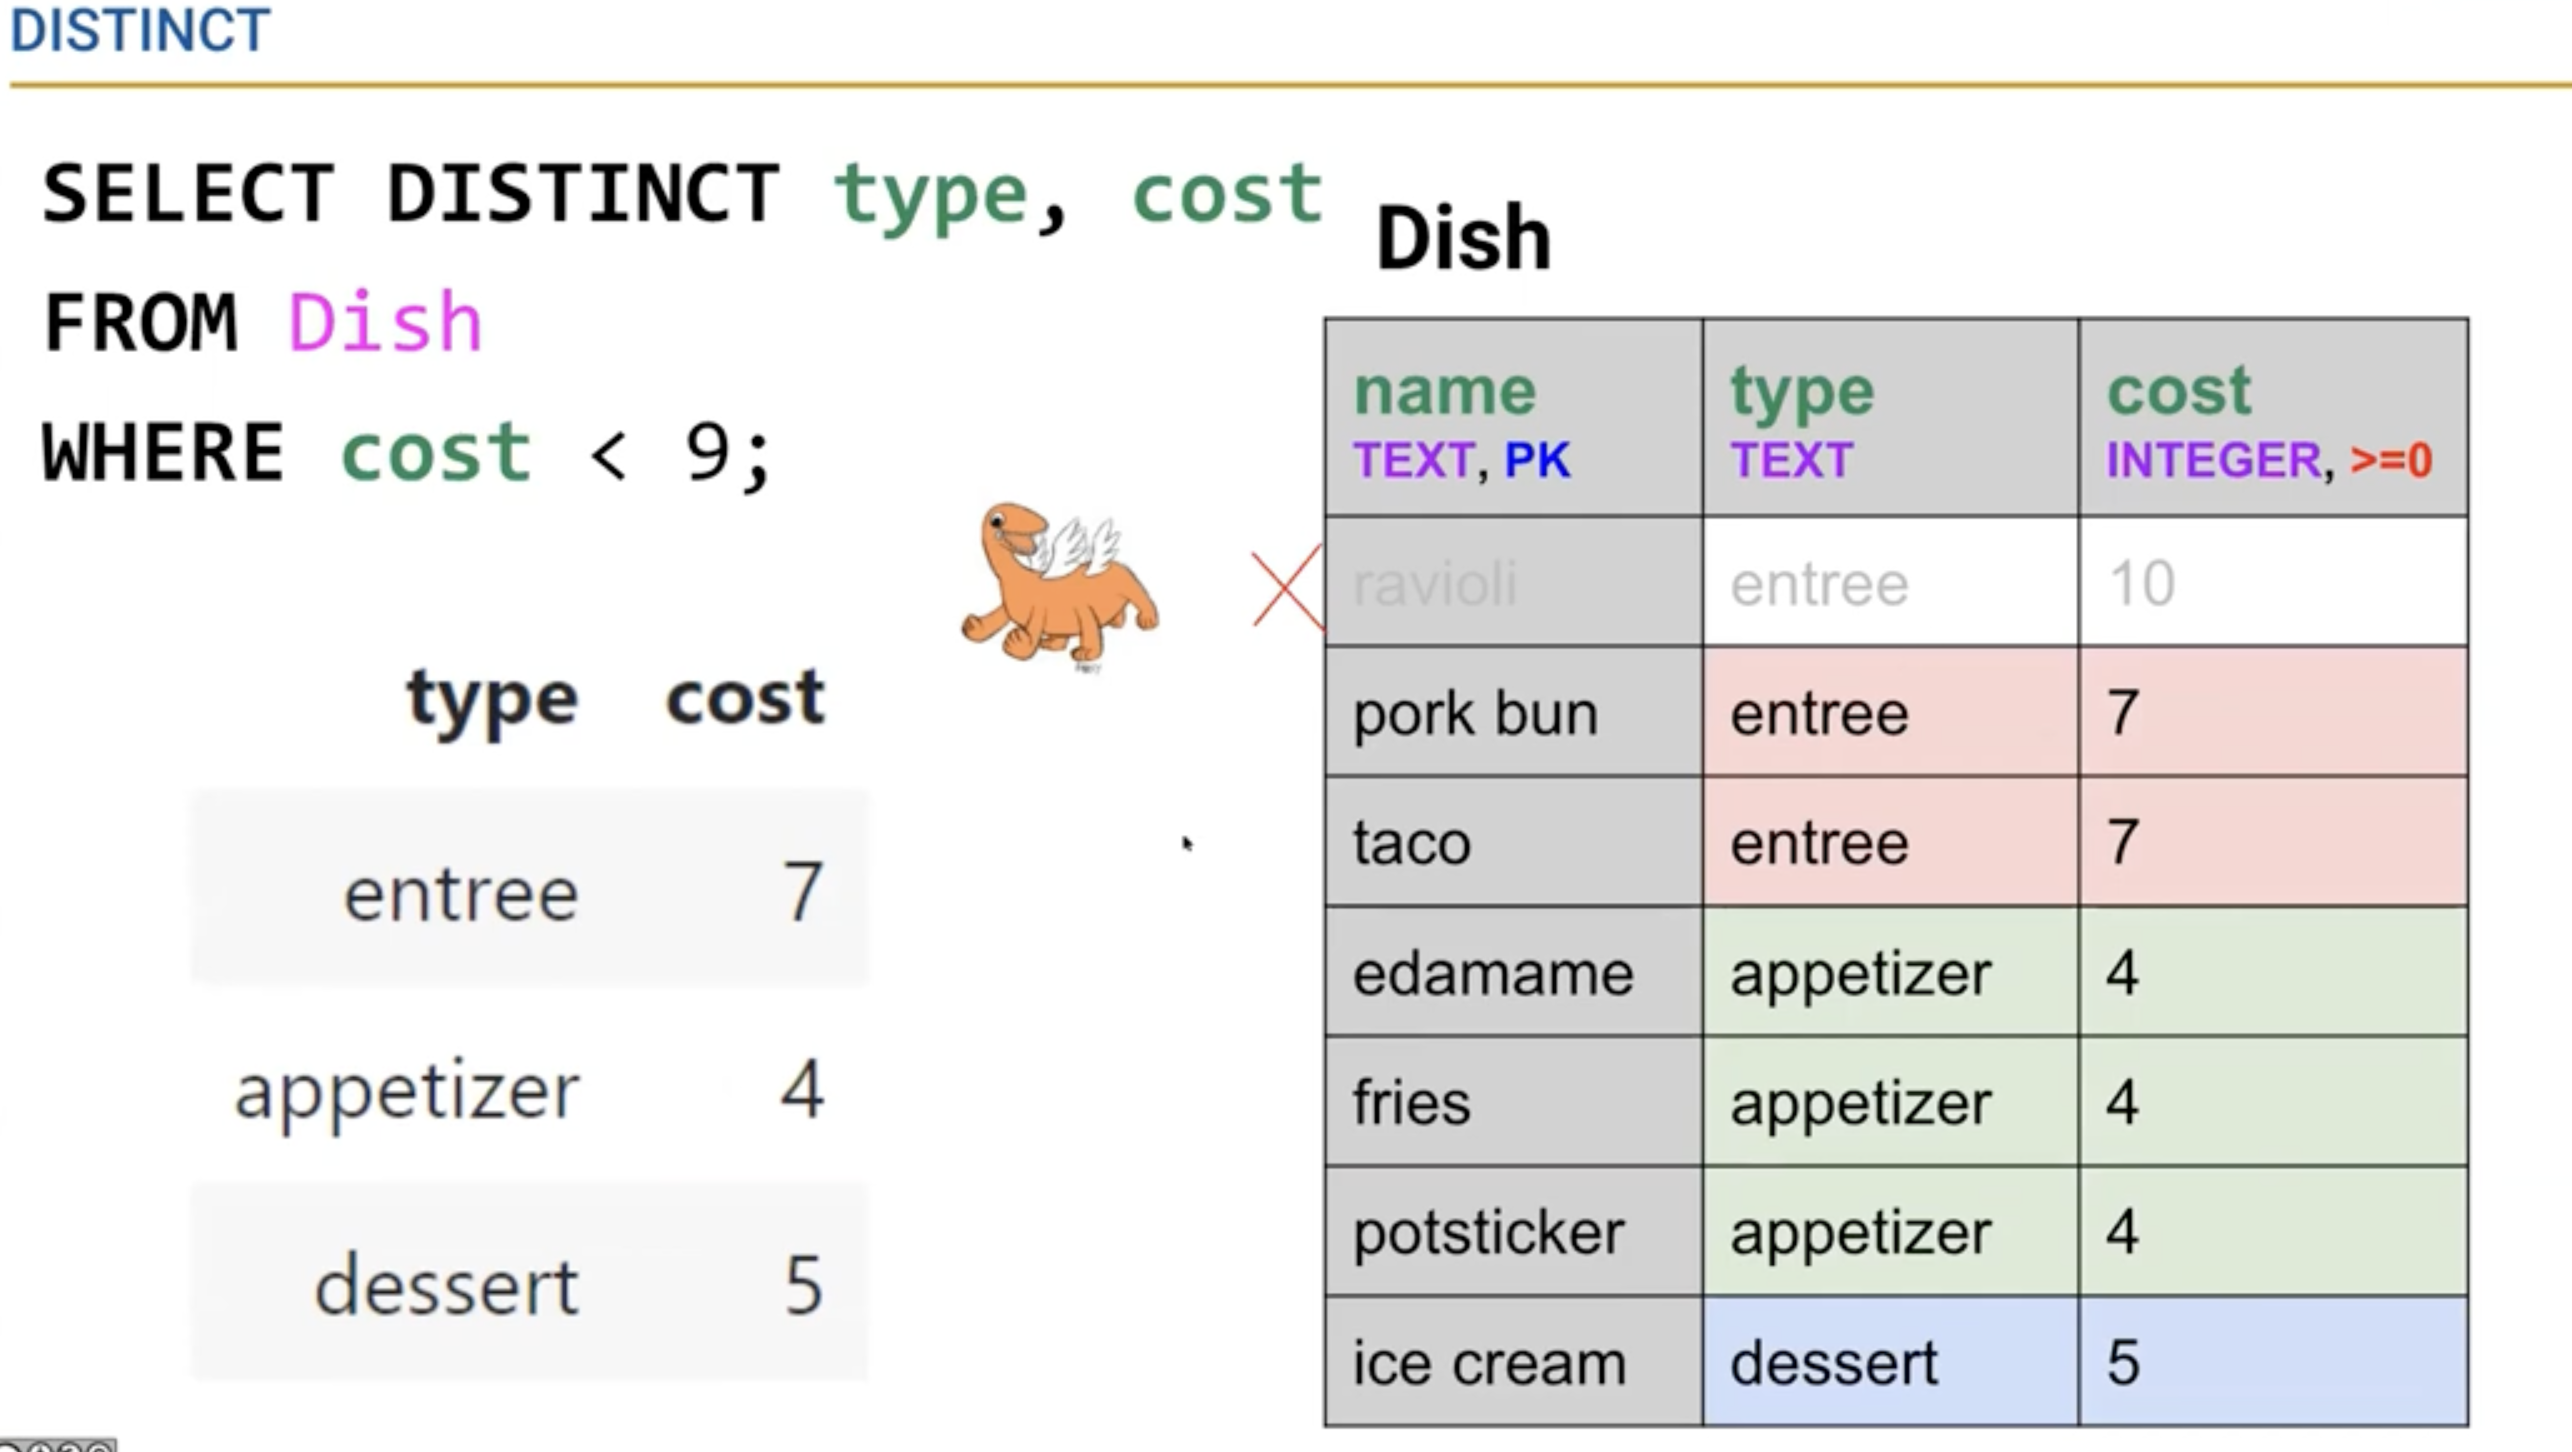 DISTINCT
SELECT DISTINCT type, cost
FROM Dish
WHERE cost < 9;
type cost
entree 7
appetizer 4
dessert 5
Dish
name type cost
TEXT, PK TEXT INTEGER, >=0
ravioli entree 10
pork bun entree 7
taco entree 7
edamame appetizer 4
fries appetizer 4
potsticker appetizer 4
ice cream dessert 5